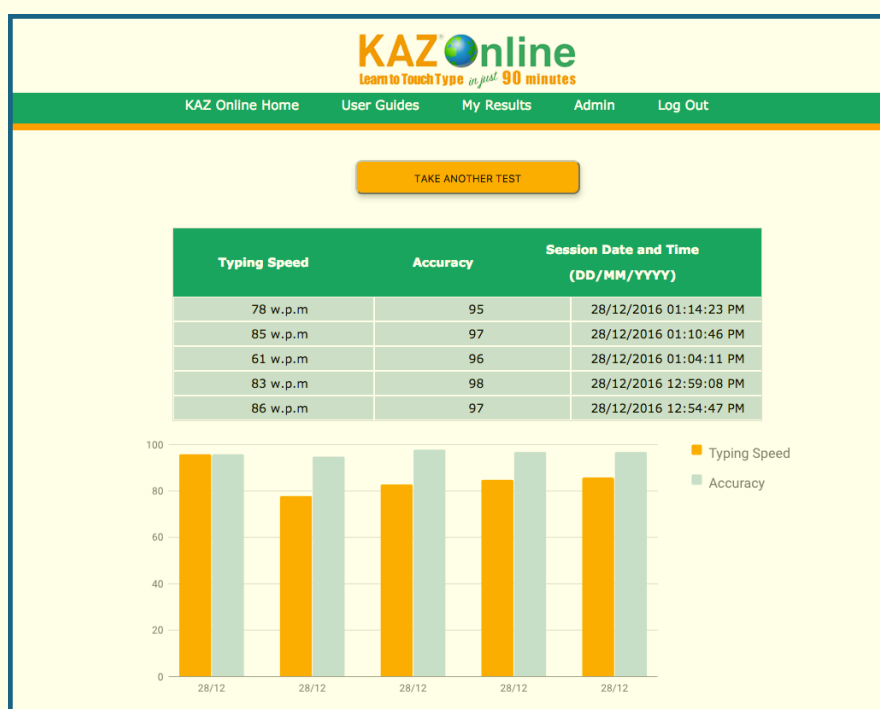 KAZ Online
Learn to Touch Type in just 90 minutes
KAZ Online Home User Guides My Results Admin Log Out
TAKE ANOTHER TEST
Typing Speed Accuracy Session Date and Time (DD/MM/YYYY)
78 w.p.m 95 28/12/2016 01:14:23 PM
85 w.p.m 97 28/12/2016 01:10:46 PM
61 w.p.m 96 28/12/2016 01:04:11 PM
83 w.p.m 98 28/12/2016 12:59:08 PM
86 w.p.m 97 28/12/2016 12:54:47 PM
100
80
60
40
20
0
28/12 28/12 28/12 28/12 28/12
Typing Speed
Accuracy